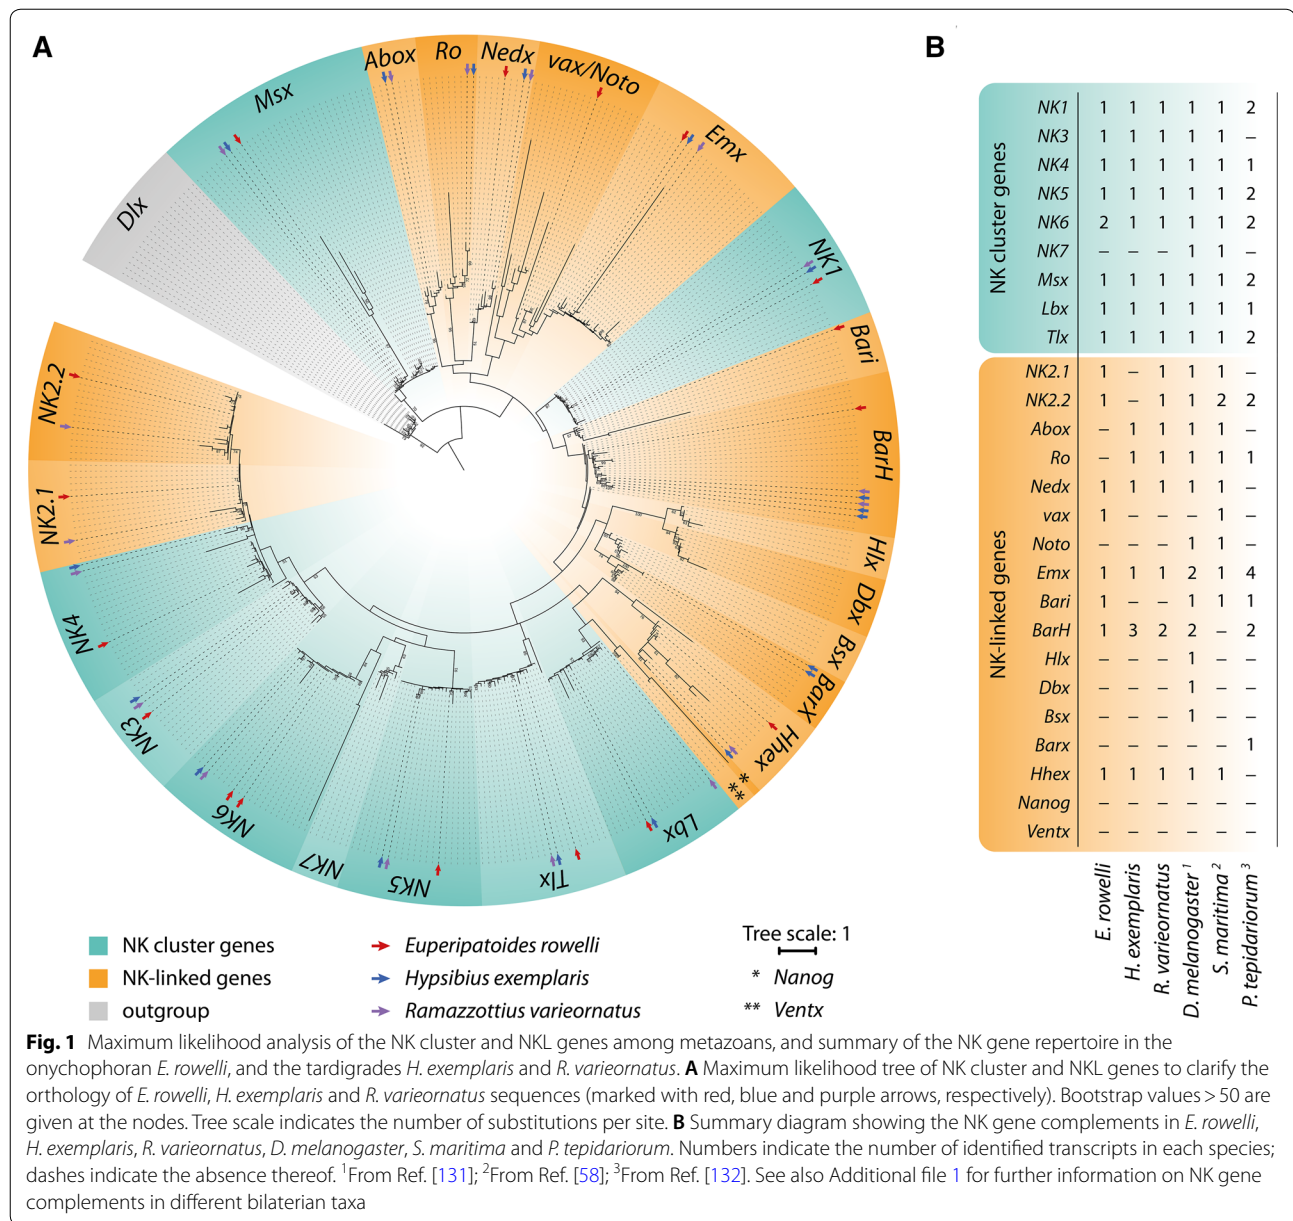 A
B
Dlx
Msx
Abox
Ro
Nedx
vax/Noto
Emx
NK1
Bari
BarH
Hlx
Dbx
Bsx
BarX
Hhex
*
**
Lbx
Tlx
NK5
NK7
NK6
NK3
NK4
NK2.1
NK2.2
NK cluster genes
NK1 1 1 1 1 1 2
NK3 1 1 1 1 1 –
NK4 1 1 1 1 1 1
NK5 1 1 1 1 1 2
NK6 2 1 1 1 1 2
NK7 – – – 1 1 –
Msx 1 1 1 1 1 2
Lbx 1 1 1 1 1 1
Tlx 1 1 1 1 1 2
NK-linked genes
NK2.1 1 – 1 1 1 –
NK2.2 1 – 1 1 2 2
Abox – 1 1 1 1 –
Ro – 1 1 1 1 1
Nedx 1 1 1 1 1 –
vax 1 – – – 1 –
Noto – – – 1 1 –
Emx 1 1 1 2 1 4
Bari 1 – – 1 1 1
BarH 1 3 2 2 – 2
Hlx – – – 1 – –
Dbx – – – 1 – –
Bsx – – – 1 – –
Barx – – – – – 1
Hhex 1 1 1 1 1 –
Nanog – – – – – –
Ventx – – – – – –
E. rowelli
H. exemplaris
R. varieornatus
D. melanogaster 1
S. maritima 2
P. tepidariorum 3
NK cluster genes
NK-linked genes
outgroup
Euperipatoides rowelli
Hypsibius exemplaris
Ramazzottius varieornatus
Tree scale: 1
* Nanog
** Ventx
Fig. 1 Maximum likelihood analysis of the NK cluster and NKL genes among metazoans, and summary of the NK gene repertoire in the
onychophoran E. rowelli, and the tardigrades H. exemplaris and R. varieornatus. A Maximum likelihood tree of NK cluster and NKL genes to clarify the
orthology of E. rowelli, H. exemplaris and R. varieornatus sequences (marked with red, blue and purple arrows, respectively). Bootstrap values > 50 are
given at the nodes. Tree scale indicates the number of substitutions per site. B Summary diagram showing the NK gene complements in E. rowelli,
H. exemplaris, R. varieornatus, D. melanogaster, S. maritima and P. tepidariorum. Numbers indicate the number of identified transcripts in each species;
dashes indicate the absence thereof. 1From Ref. [131]; 2From Ref. [58]; 3From Ref. [132]. See also Additional file 1 for further information on NK gene
complements in different bilaterian taxa